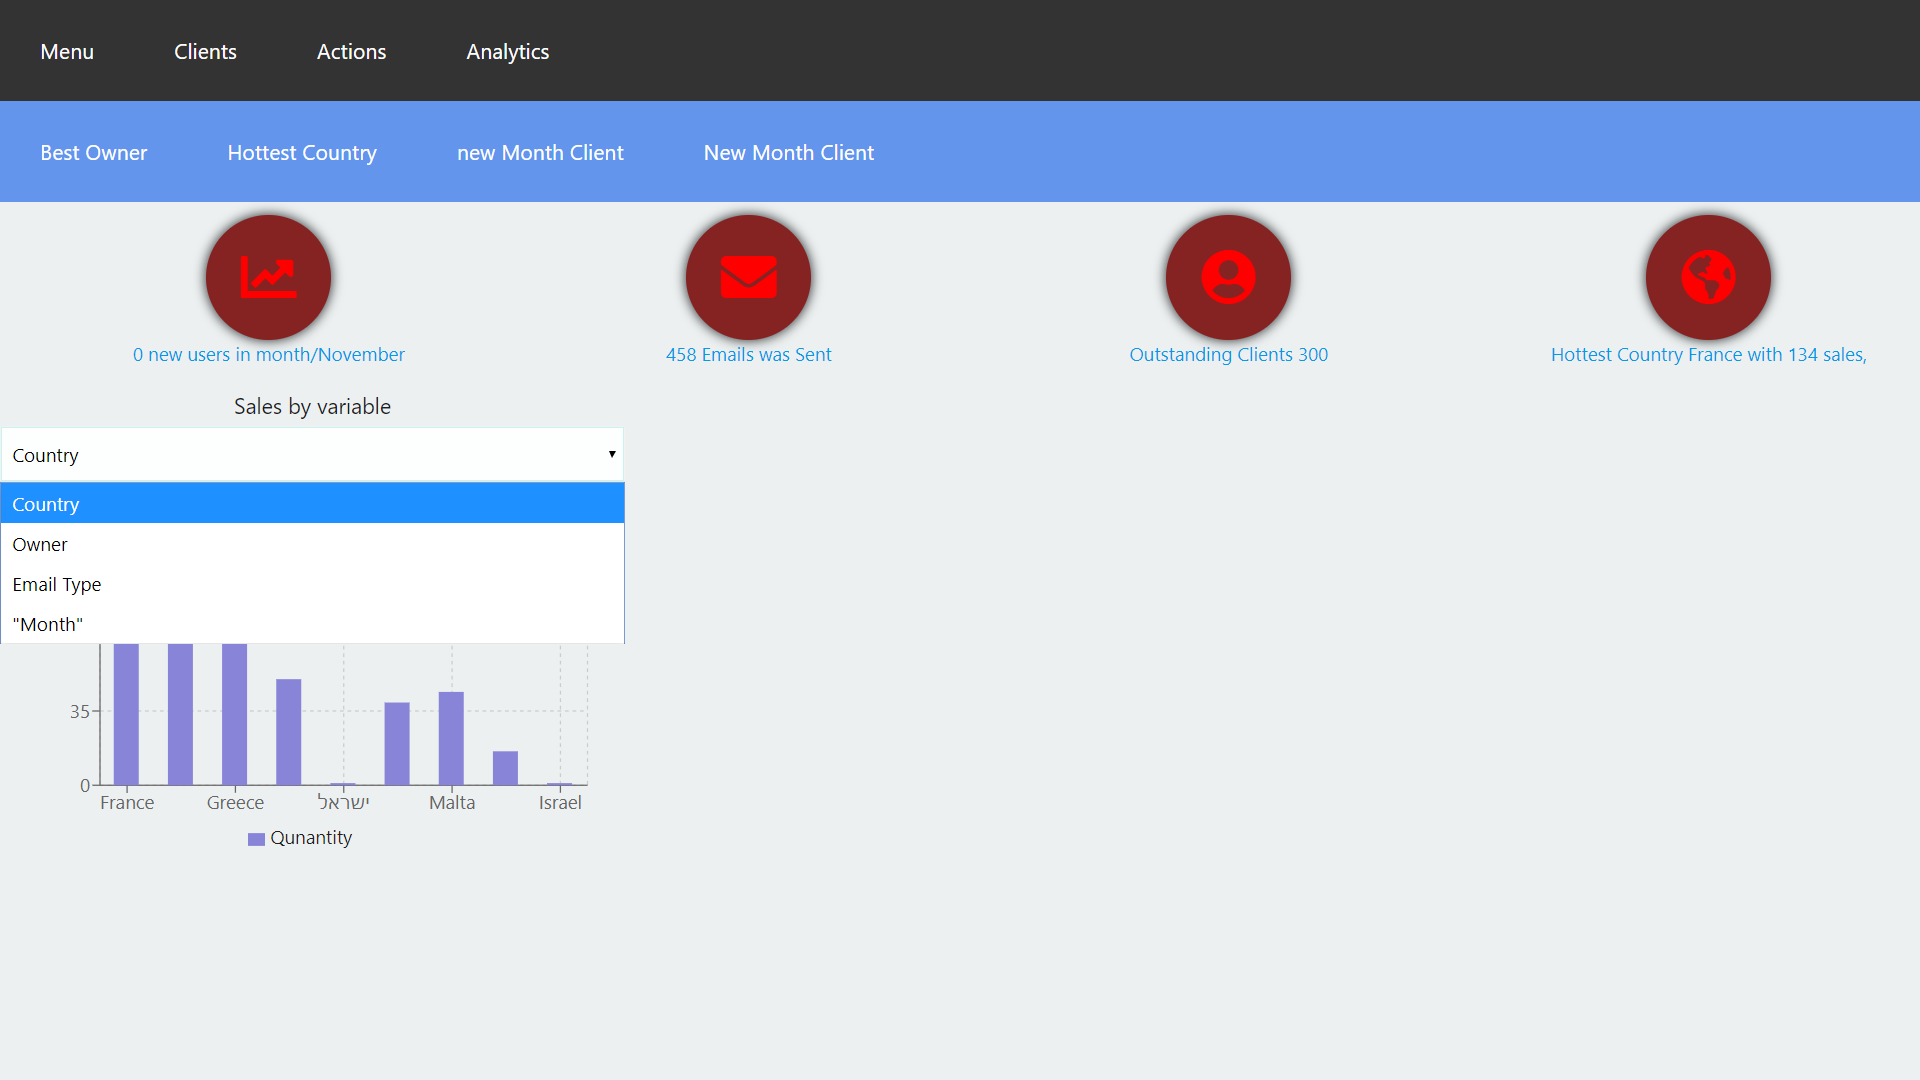 Menu Clients Actions Analytics
Best Owner Hottest Country new Month Client New Month Client
0 new users in month/November 458 Emails was Sent Outstanding Clients 300 Hottest Country France with 134 sales,
Sales by variable
Country
Country
Owner
Email Type
"Month"
35
0
France Greece ישראל Malta Israel
Qunantity